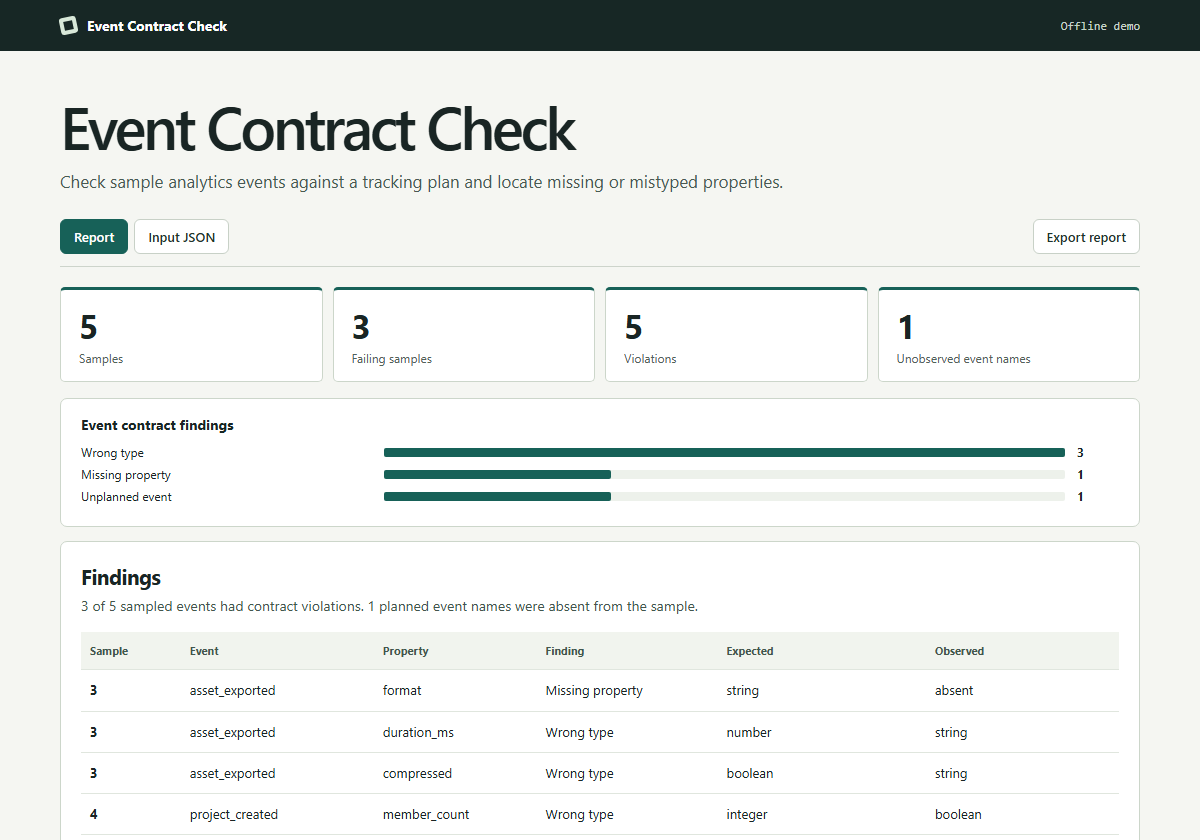 Event Contract Check
Offline demo
Event Contract Check
Check sample analytics events against a tracking plan and locate missing or mistyped properties.
Report Input JSON Export report
5 3 5 1
Samples Failing samples Violations Unobserved event names
Event contract findings
Wrong type 3
Missing property 1
Unplanned event 1
Findings
3 of 5 sampled events had contract violations. 1 planned event names were absent from the sample.
Sample Event Property Finding Expected Observed
3 asset_exported format Missing property string absent
3 asset_exported duration_ms Wrong type number string
3 asset_exported compressed Wrong type boolean string
4 project_created member_count Wrong type integer boolean